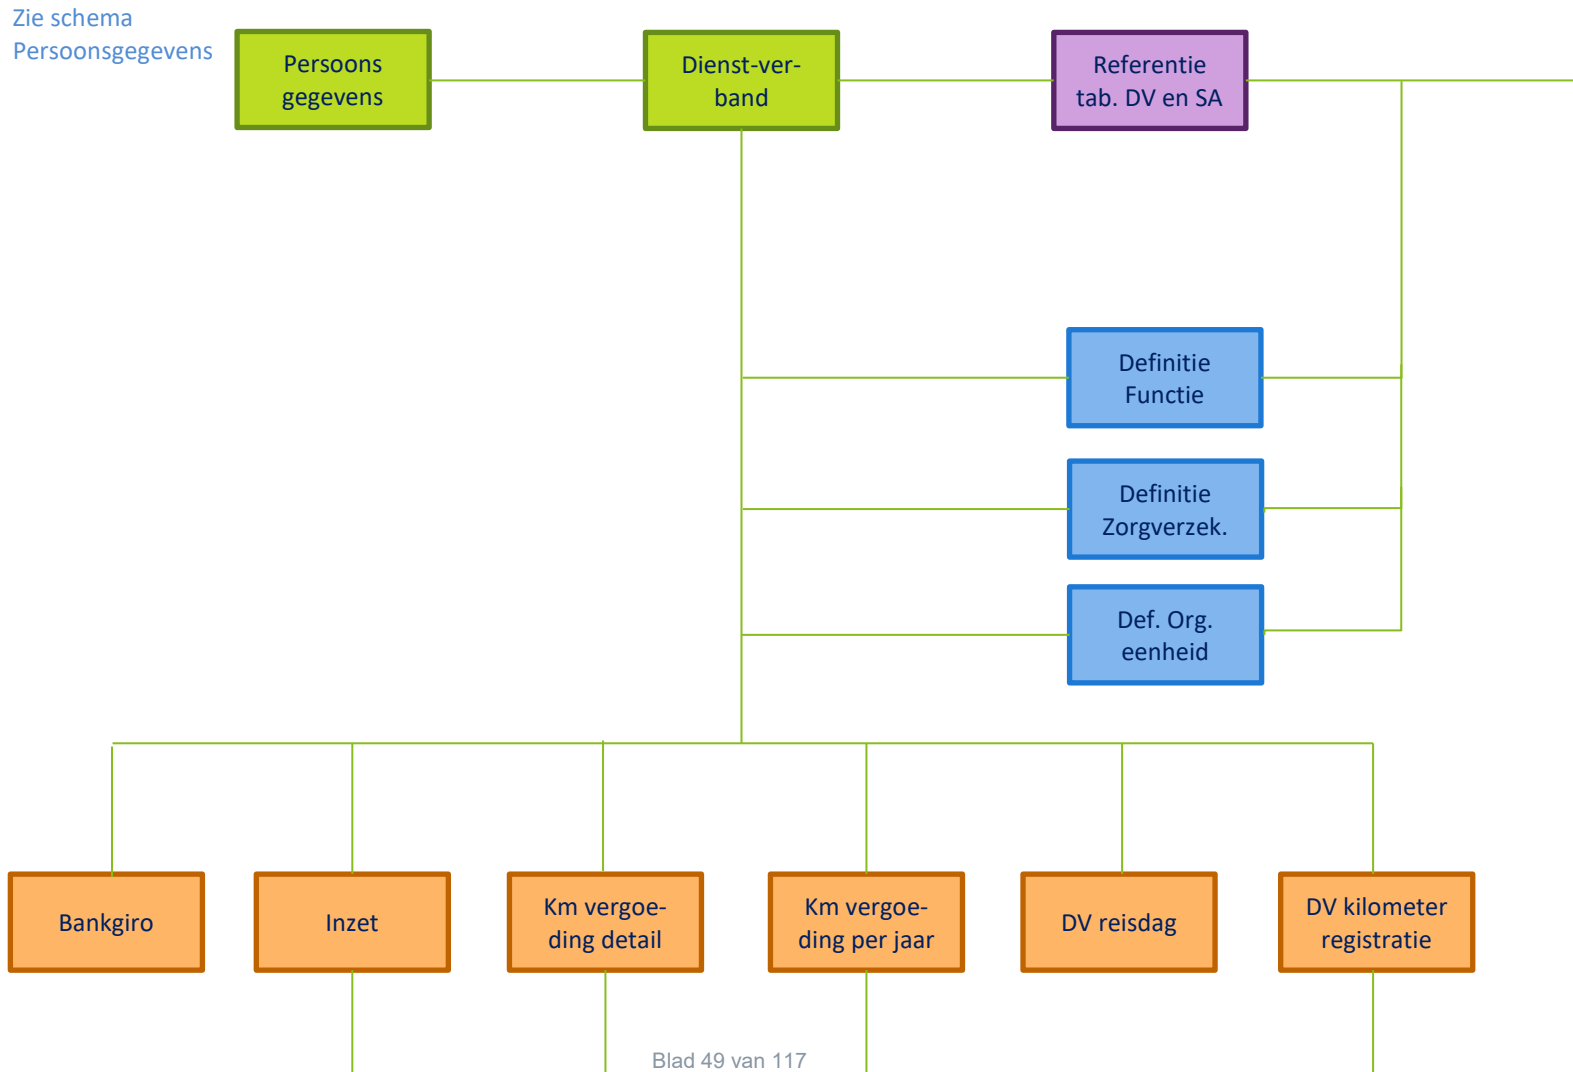 Zie schema
Persoonsgegevens
Persoons
gegevens
Dienst-ver-
band
Referentie
tab. DV en SA
Definitie
Functie
Definitie
Zorgverzek.
Def. Org.
eenheid
Bankgiro
Inzet
Km vergoe-
ding detail
Km vergoe-
ding per jaar
DV reisdag
DV kilometer
registratie
Blad 49 van 117